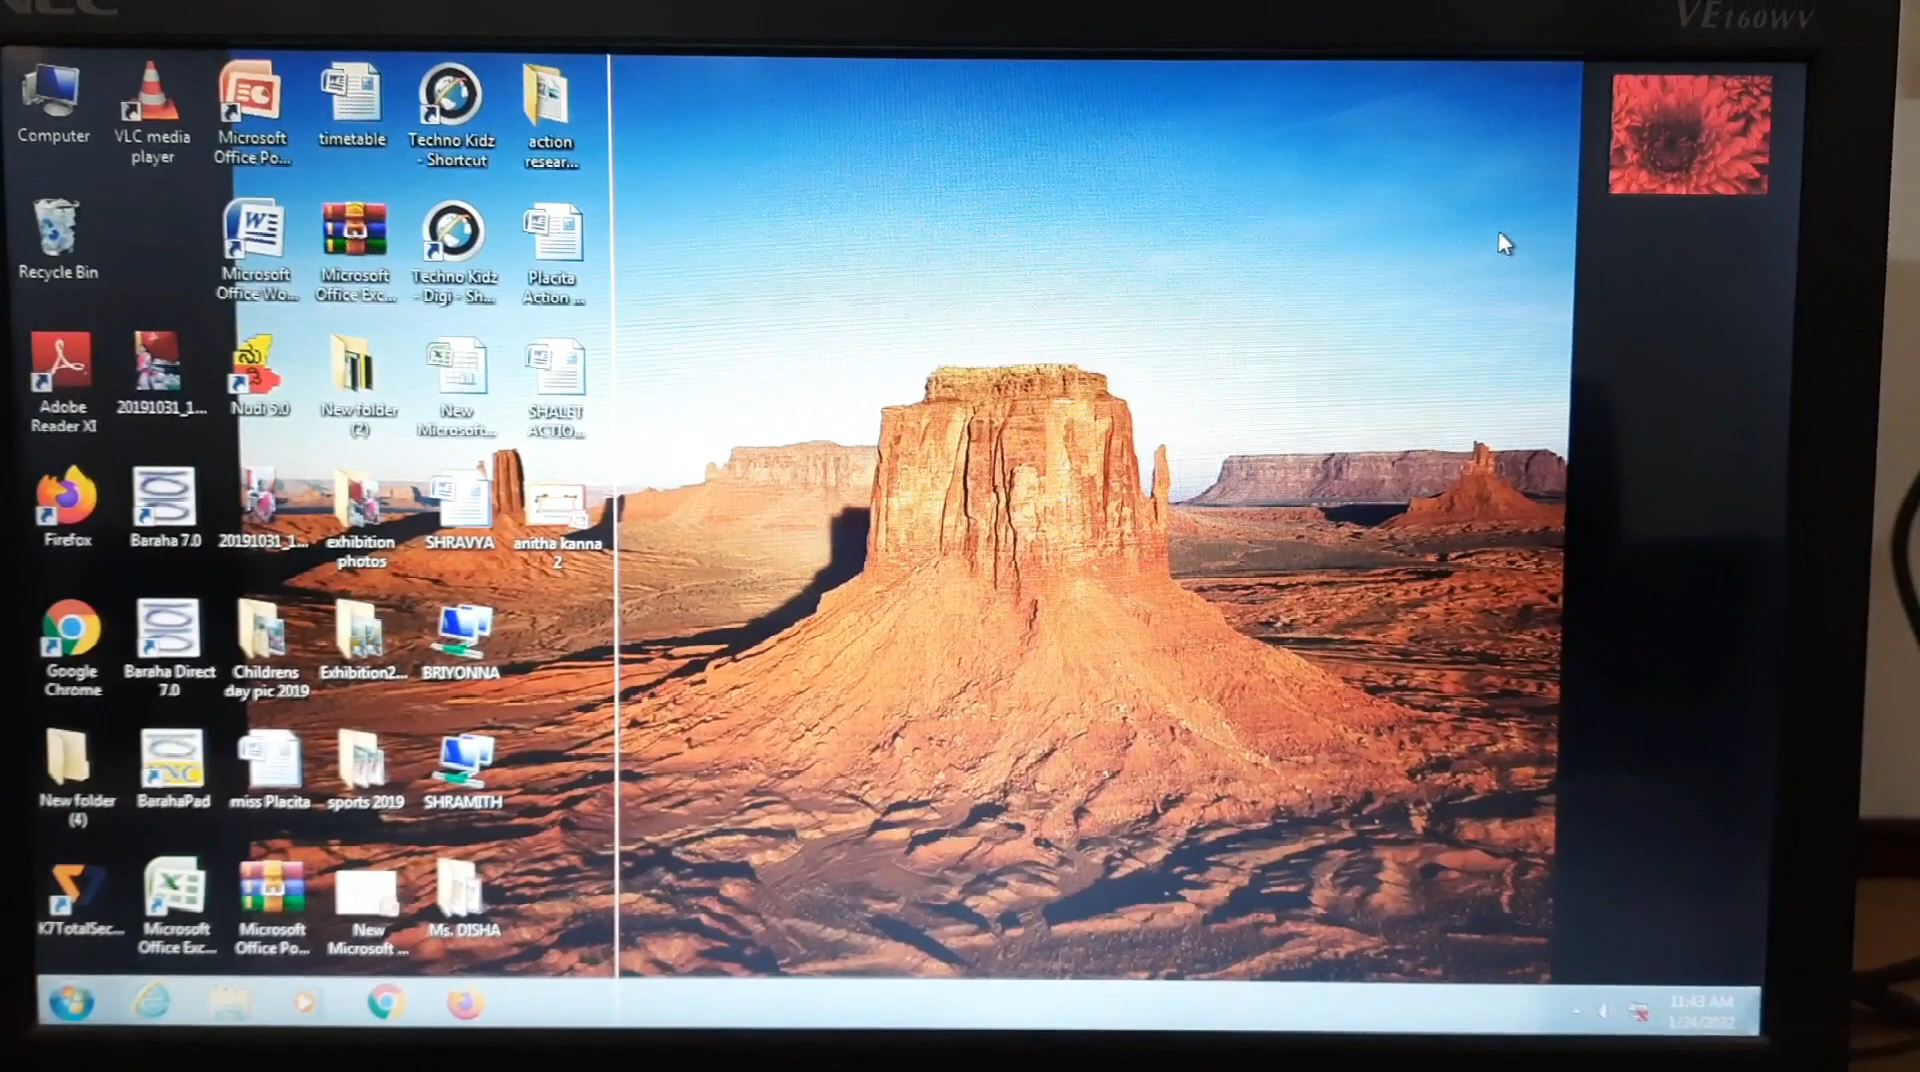 NEC
VE160WV
Computer
VLC media
player
Microsoft
Office Po...
timetable
Techno Kidz
- Shortcut
action
resear...
Recycle Bin
Microsoft
Office Wo...
Microsoft
Office Exc...
Techno Kidz
- Digi - Sh...
Placita
Action ...
Adobe
Reader XI
20191031_1...
ನುಡಿ
Nudi 5.0
New folder
(2)
New
Microsoft...
SHALET
ACTIO...
Firefox
Baraha 7.0
20191031_1...
exhibition
photos
SHRAVYA
anitha kanna
2
Google
Chrome
Baraha Direct
7.0
Childrens
day pic 2019
Exhibition2...
BRIYONNA
New folder
(4)
BarahaPad
miss Placita
sports 2019
SHRAMITH
K7TotalSec...
Microsoft
Office Exc...
Microsoft
Office Po...
New
Microsoft ...
Ms. DISHA
11:43 AM